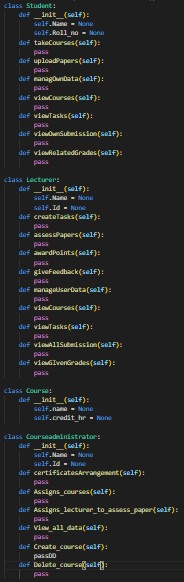 class Student:
    def __init__(self):
        self.Name = None
        self.Roll_no = None
    def takeCourses(self):
        pass
    def uploadPapers(self):
        pass
    def managOwnData(self):
        pass
    def viewCourses(self):
        pass
    def viewTasks(self):
        pass
    def viewOwnSubmission(self):
        pass
    def viewRelatedGrades(self):
        pass
class Lecturer:
    def __init__(self):
        self.Name = None
        self.Id = None
    def createTasks(self):
        pass
    def assessPapers(self):
        pass
    def awardPoints(self):
        pass
    def giveFeedback(self):
        pass
    def manageUserData(self):
        pass
    def viewCourses(self):
        pass
    def viewTasks(self):
        pass
    def viewAllSubmission(self):
        pass
    def viewGIvenGrades(self):
        pass
class Course:
    def __init__(self):
        self.name = None
        self.credit_hr = None
class Courseadministrator:
    def __init__(self):
        self.Name = None
        self.Id = None
    def certificatesArrangement(self):
        pass
    def Assigns_courses(self):
        pass
    def Assigns_lecturer_to_assess_paper(self):
        pass
    def View_all_data(self):
        pass
    def Create_course(self):
        passDD
    def Delete_course(self):
        pass